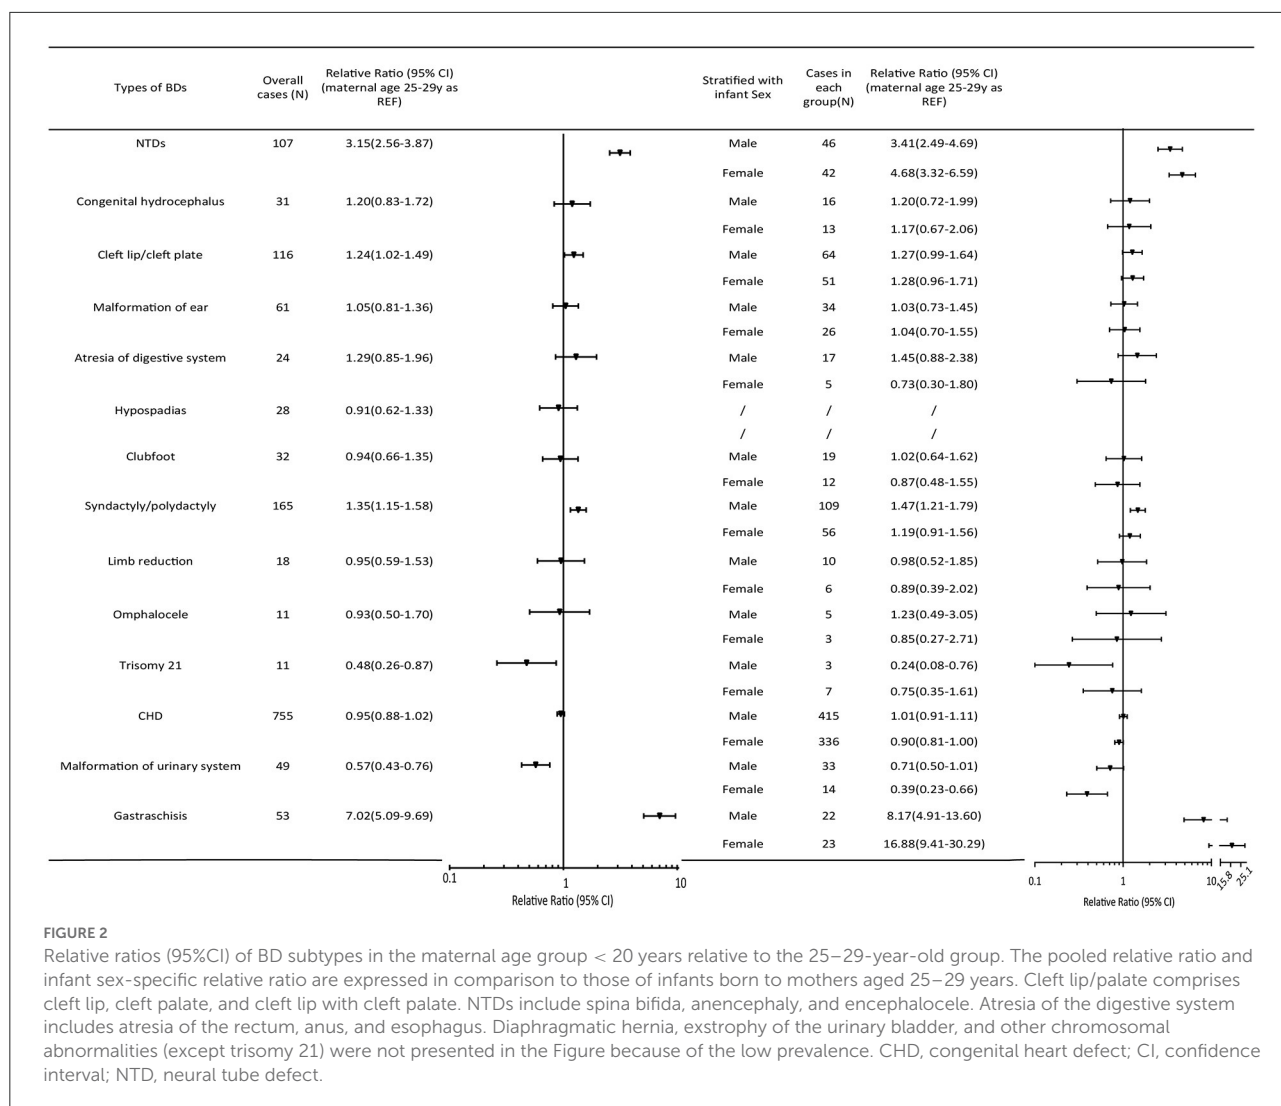 Types of BDs
Overall cases (N)
Relative Ratio (95% CI) (maternal age 25-29y as REF)
Stratified with infant Sex
Cases in each group(N)
Relative Ratio (95% CI) (maternal age 25-29y as REF)
NTDs 107 3.15(2.56-3.87) Male 46 3.41(2.49-4.69)
Female 42 4.68(3.32-6.59)
Congenital hydrocephalus 31 1.20(0.83-1.72) Male 16 1.20(0.72-1.99)
Female 13 1.17(0.67-2.06)
Cleft lip/cleft plate 116 1.24(1.02-1.49) Male 64 1.27(0.99-1.64)
Female 51 1.28(0.96-1.71)
Malformation of ear 61 1.05(0.81-1.36) Male 34 1.03(0.73-1.45)
Female 26 1.04(0.70-1.55)
Atresia of digestive system 24 1.29(0.85-1.96) Male 17 1.45(0.88-2.38)
Female 5 0.73(0.30-1.80)
Hypospadias 28 0.91(0.62-1.33) / / /
/ / /
Clubfoot 32 0.94(0.66-1.35) Male 19 1.02(0.64-1.62)
Female 12 0.87(0.48-1.55)
Syndactyly/polydactyly 165 1.35(1.15-1.58) Male 109 1.47(1.21-1.79)
Female 56 1.19(0.91-1.56)
Limb reduction 18 0.95(0.59-1.53) Male 10 0.98(0.52-1.85)
Female 6 0.89(0.39-2.02)
Omphalocele 11 0.93(0.50-1.70) Male 5 1.23(0.49-3.05)
Female 3 0.85(0.27-2.71)
Trisomy 21 11 0.48(0.26-0.87) Male 3 0.24(0.08-0.76)
Female 7 0.75(0.35-1.61)
CHD 755 0.95(0.88-1.02) Male 415 1.01(0.91-1.11)
Female 336 0.90(0.81-1.00)
Malformation of urinary system 49 0.57(0.43-0.76) Male 33 0.71(0.50-1.01)
Female 14 0.39(0.23-0.66)
Gastraschisis 53 7.02(5.09-9.69) Male 22 8.17(4.91-13.60)
Female 23 16.88(9.41-30.29)
0.1 1 10
Relative Ratio (95% CI)
0.1 1 10 15.8 25.1
Relative Ratio (95% CI)
FIGURE 2
Relative ratios (95%CI) of BD subtypes in the maternal age group < 20 years relative to the 25–29-year-old group. The pooled relative ratio and
infant sex-specific relative ratio are expressed in comparison to those of infants born to mothers aged 25–29 years. Cleft lip/palate comprises
cleft lip, cleft palate, and cleft lip with cleft palate. NTDs include spina bifida, anencephaly, and encephalocele. Atresia of the digestive system
includes atresia of the rectum, anus, and esophagus. Diaphragmatic hernia, exstrophy of the urinary bladder, and other chromosomal
abnormalities (except trisomy 21) were not presented in the Figure because of the low prevalence. CHD, congenital heart defect; CI, confidence
interval; NTD, neural tube defect.